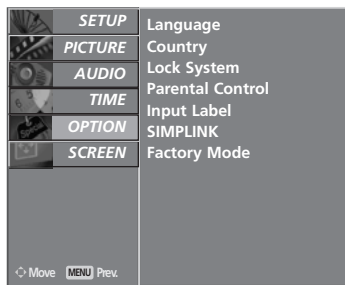 SETUP
PICTURE
AUDIO
TIME
OPTION
SCREEN
Move MENU Prev.
Language
Country
Lock System
Parental Control
Input Label
SIMPLINK
Factory Mode